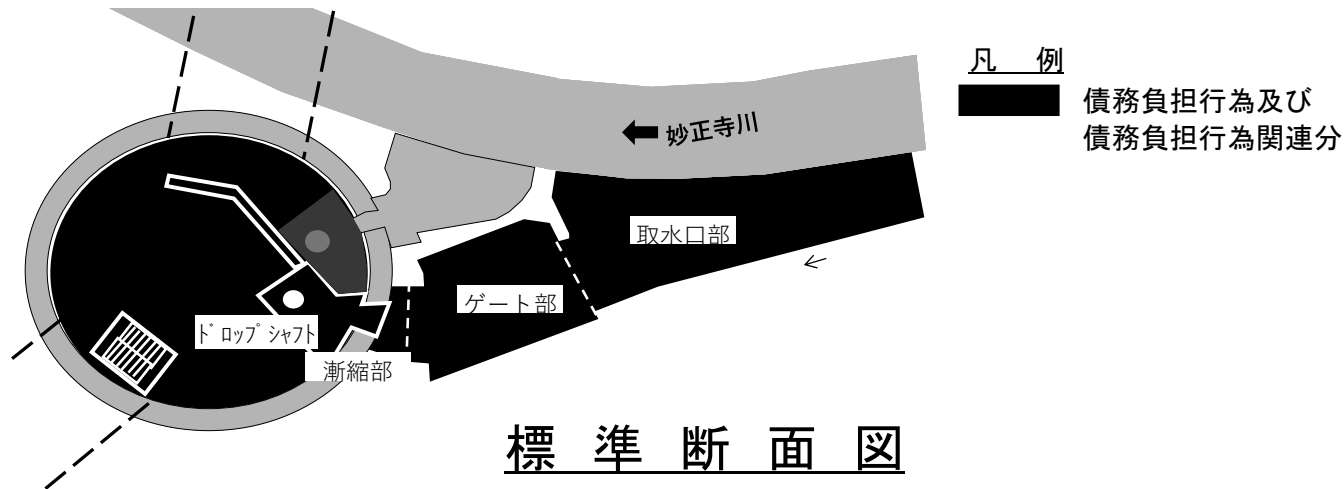 凡 例
債務負担行為及び
債務負担行為関連分
妙正寺川
取水口部
ゲート部
ドロップシャフト
漸縮部
標準断面図